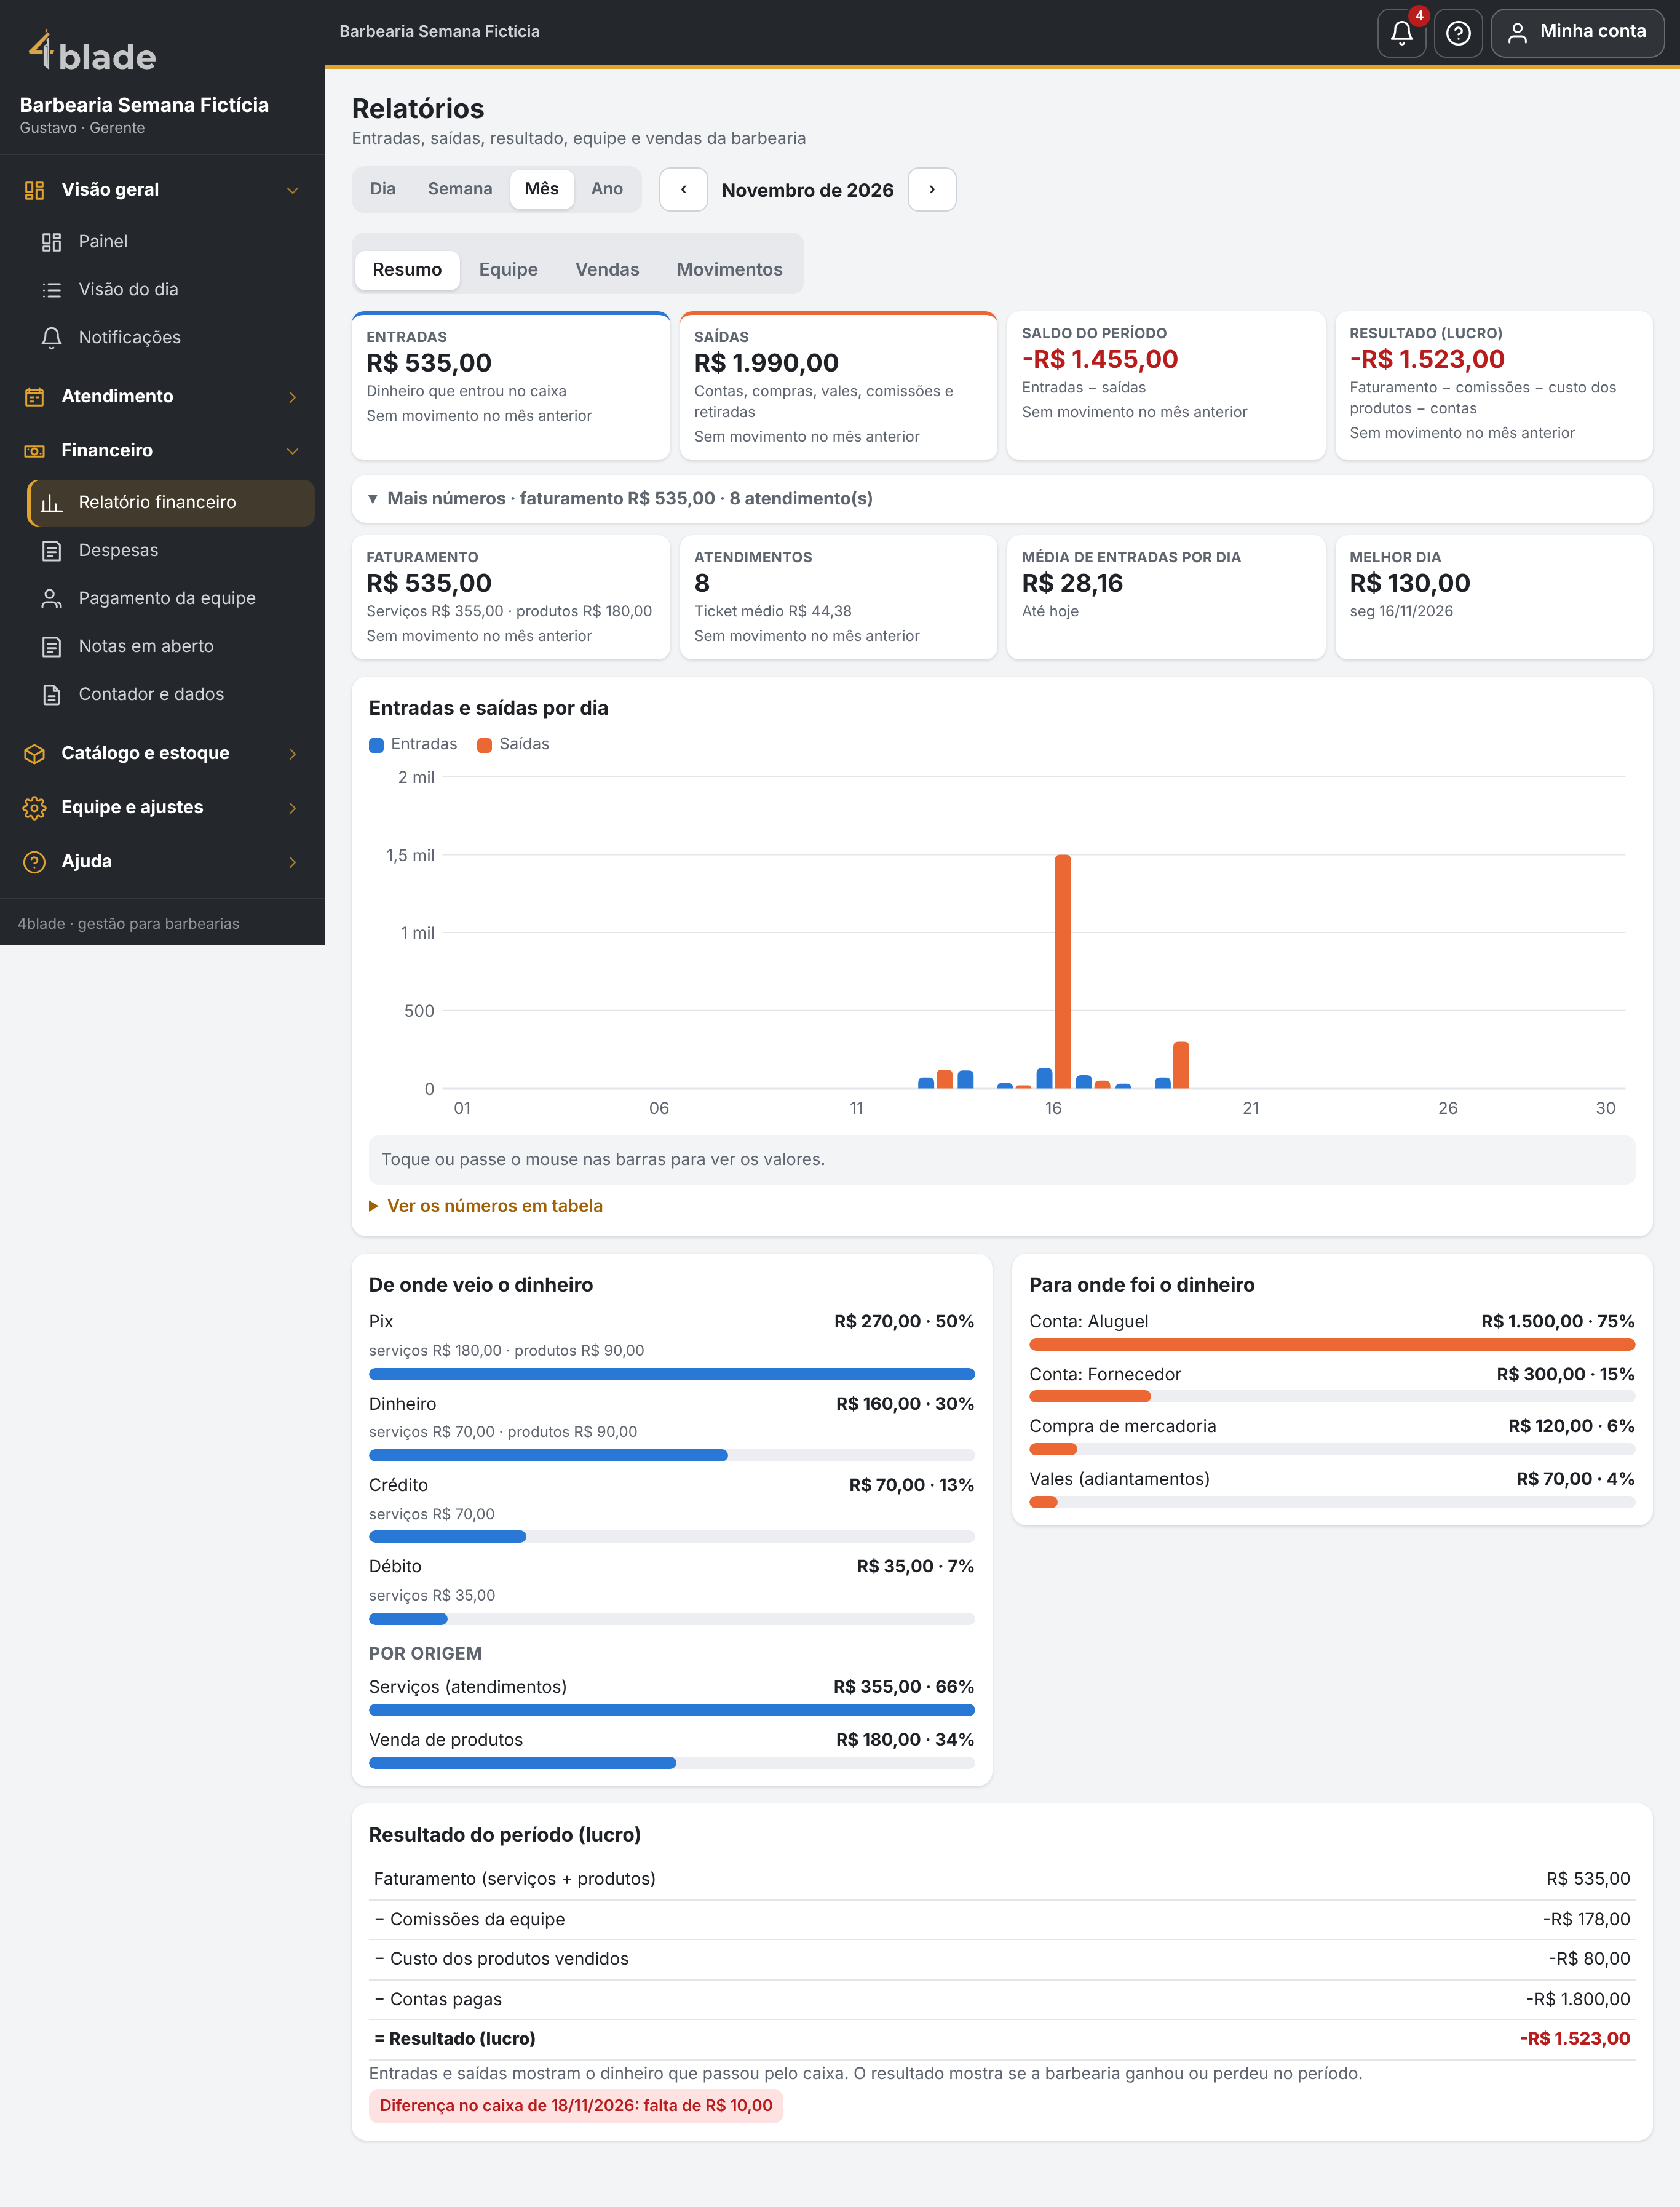 4blade
Barbearia Semana Fictícia
Gustavo · Gerente
Visão geral
Painel
Visão do dia
Notificações
Atendimento
Financeiro
Relatório financeiro
Despesas
Pagamento da equipe
Notas em aberto
Contador e dados
Catálogo e estoque
Equipe e ajustes
Ajuda
4blade · gestão para barbearias
Barbearia Semana Fictícia
4
Minha conta
Relatórios
Entradas, saídas, resultado, equipe e vendas da barbearia
Dia Semana Mês Ano ‹ Novembro de 2026 ›
Resumo Equipe Vendas Movimentos
ENTRADAS
R$ 535,00
Dinheiro que entrou no caixa
Sem movimento no mês anterior
SAÍDAS
R$ 1.990,00
Contas, compras, vales, comissões e
retiradas
Sem movimento no mês anterior
SALDO DO PERÍODO
-R$ 1.455,00
Entradas − saídas
Sem movimento no mês anterior
RESULTADO (LUCRO)
-R$ 1.523,00
Faturamento − comissões − custo dos
produtos − contas
Sem movimento no mês anterior
▼ Mais números · faturamento R$ 535,00 · 8 atendimento(s)
FATURAMENTO
R$ 535,00
Serviços R$ 355,00 · produtos R$ 180,00
Sem movimento no mês anterior
ATENDIMENTOS
8
Ticket médio R$ 44,38
Sem movimento no mês anterior
MÉDIA DE ENTRADAS POR DIA
R$ 28,16
Até hoje
MELHOR DIA
R$ 130,00
seg 16/11/2026
Entradas e saídas por dia
Entradas Saídas
2 mil
1,5 mil
1 mil
500
0
01 06 11 16 21 26 30
Toque ou passe o mouse nas barras para ver os valores.
▶ Ver os números em tabela
De onde veio o dinheiro
Pix R$ 270,00 · 50%
serviços R$ 180,00 · produtos R$ 90,00
Dinheiro R$ 160,00 · 30%
serviços R$ 70,00 · produtos R$ 90,00
Crédito R$ 70,00 · 13%
serviços R$ 70,00
Débito R$ 35,00 · 7%
serviços R$ 35,00
POR ORIGEM
Serviços (atendimentos) R$ 355,00 · 66%
Venda de produtos R$ 180,00 · 34%
Para onde foi o dinheiro
Conta: Aluguel R$ 1.500,00 · 75%
Conta: Fornecedor R$ 300,00 · 15%
Compra de mercadoria R$ 120,00 · 6%
Vales (adiantamentos) R$ 70,00 · 4%
Resultado do período (lucro)
Faturamento (serviços + produtos) R$ 535,00
− Comissões da equipe -R$ 178,00
− Custo dos produtos vendidos -R$ 80,00
− Contas pagas -R$ 1.800,00
= Resultado (lucro) -R$ 1.523,00
Entradas e saídas mostram o dinheiro que passou pelo caixa. O resultado mostra se a barbearia ganhou ou perdeu no período.
Diferença no caixa de 18/11/2026: falta de R$ 10,00